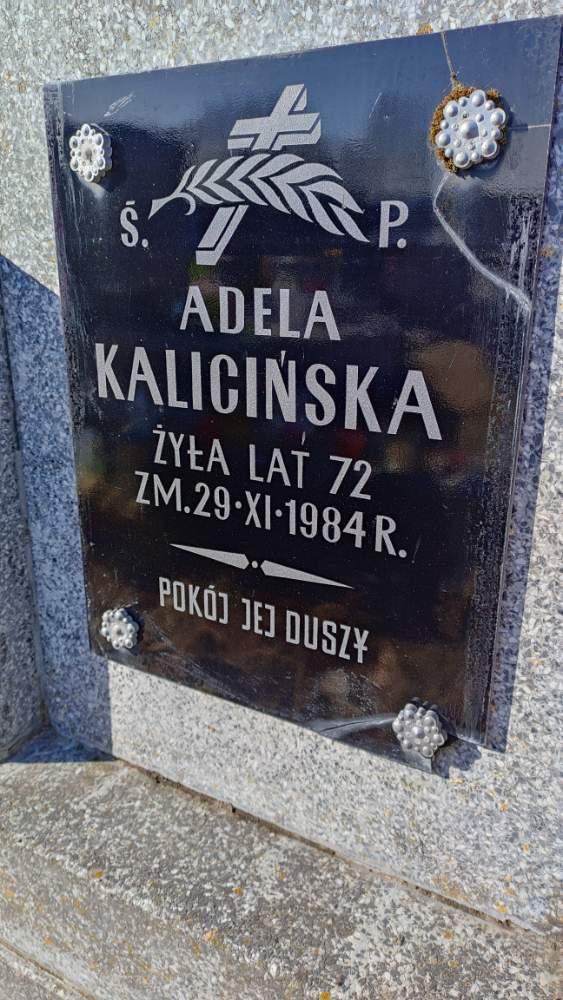 Ś. P.
ADELA
KALICIŃSKA
ŻYŁA LAT 72
ZM. 29·XI·1984 R.
POKÓJ JEJ DUSZY